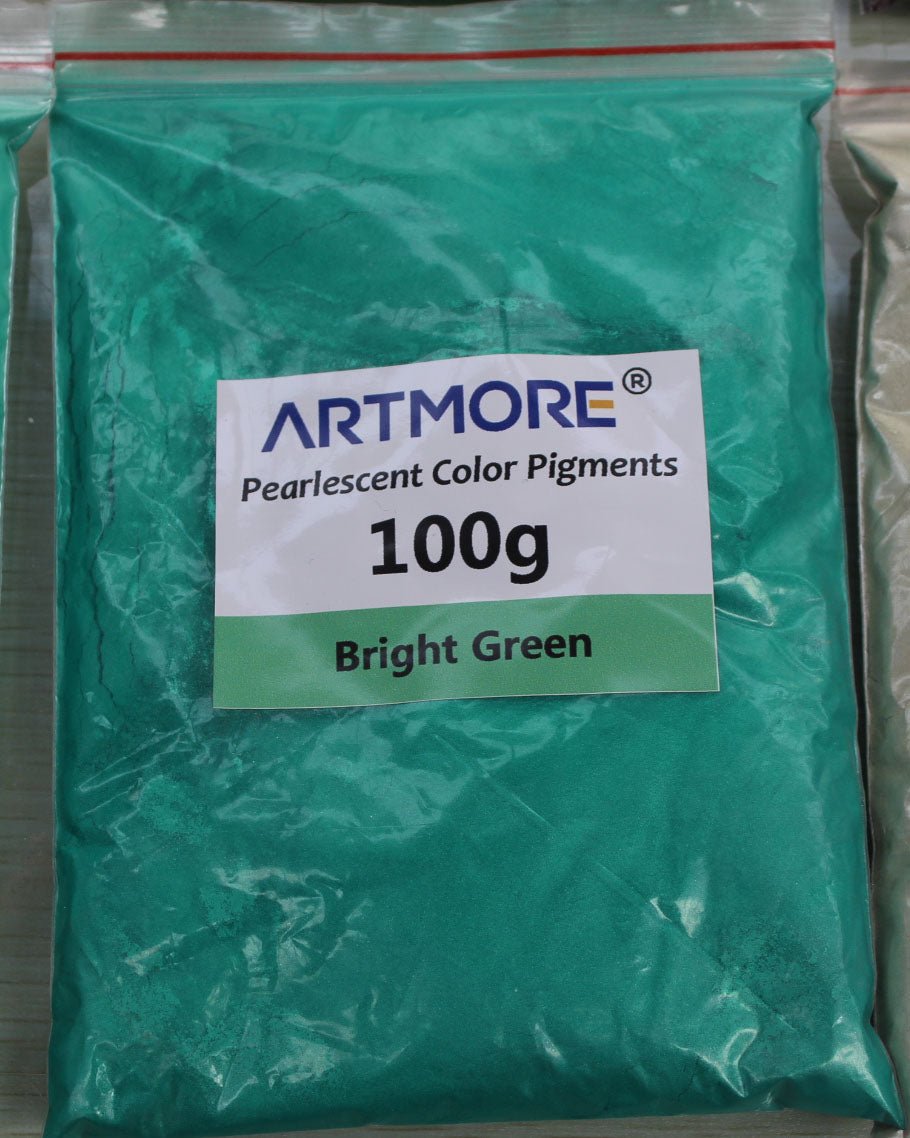 ARTMORE®
Pearlescent Color Pigments
100g
Bright Green